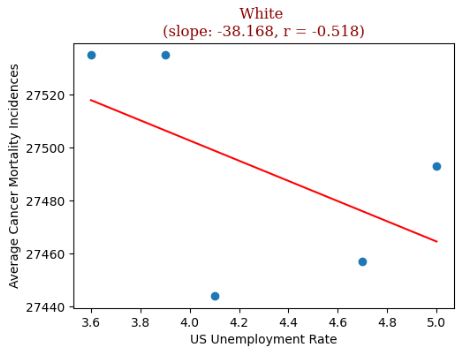 White
(slope: -38.168, r = -0.518)
Average Cancer Mortality Incidences
27520
27500
27480
27460
27440
3.6 3.8 4.0 4.2 4.4 4.6 4.8 5.0
US Unemployment Rate